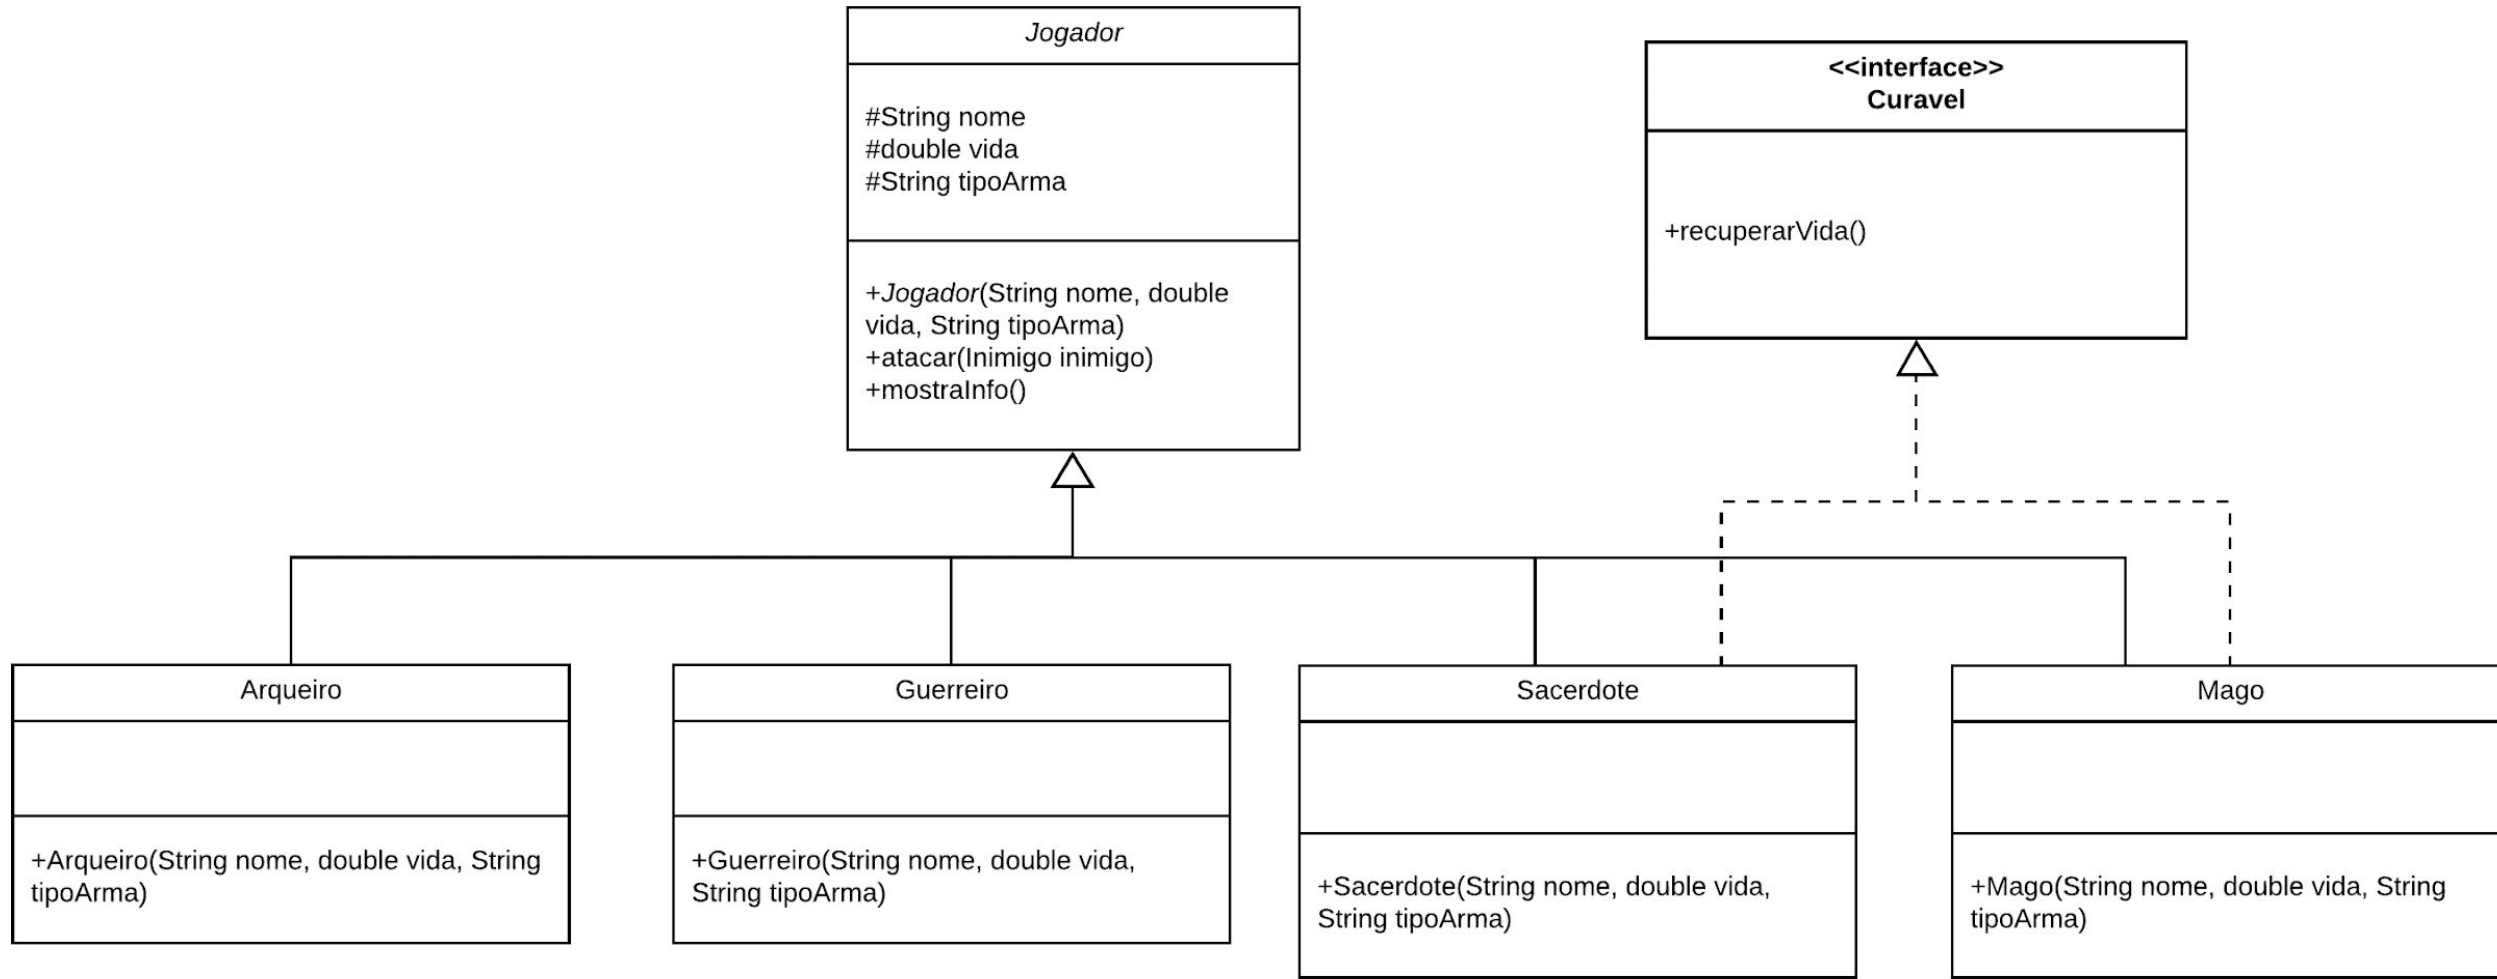 Jogador
#String nome
#double vida
#String tipoArma
+Jogador(String nome, double
vida, String tipoArma)
+atacar(Inimigo inimigo)
+mostraInfo()
<<interface>>
Curavel
+recuperarVida()
Arqueiro
+Arqueiro(String nome, double vida, String
tipoArma)
Guerreiro
+Guerreiro(String nome, double vida,
String tipoArma)
Sacerdote
+Sacerdote(String nome, double vida,
String tipoArma)
Mago
+Mago(String nome, double vida, String
tipoArma)